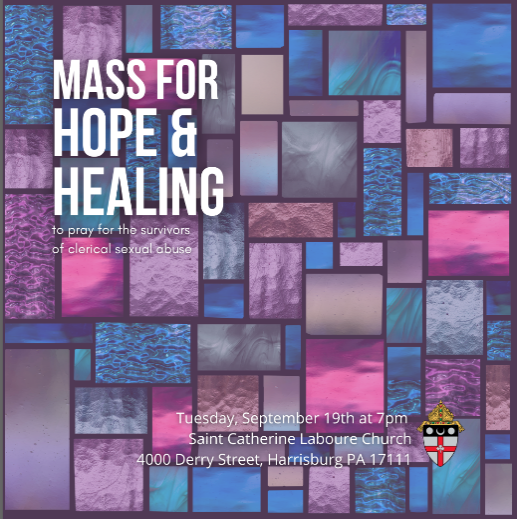 MASS FOR
HOPE &
HEALING
to pray for the survivors
of clerical sexual abuse
Tuesday, September 19th at 7pm
Saint Catherine Laboure Church
4000 Derry Street, Harrisburg PA 17111